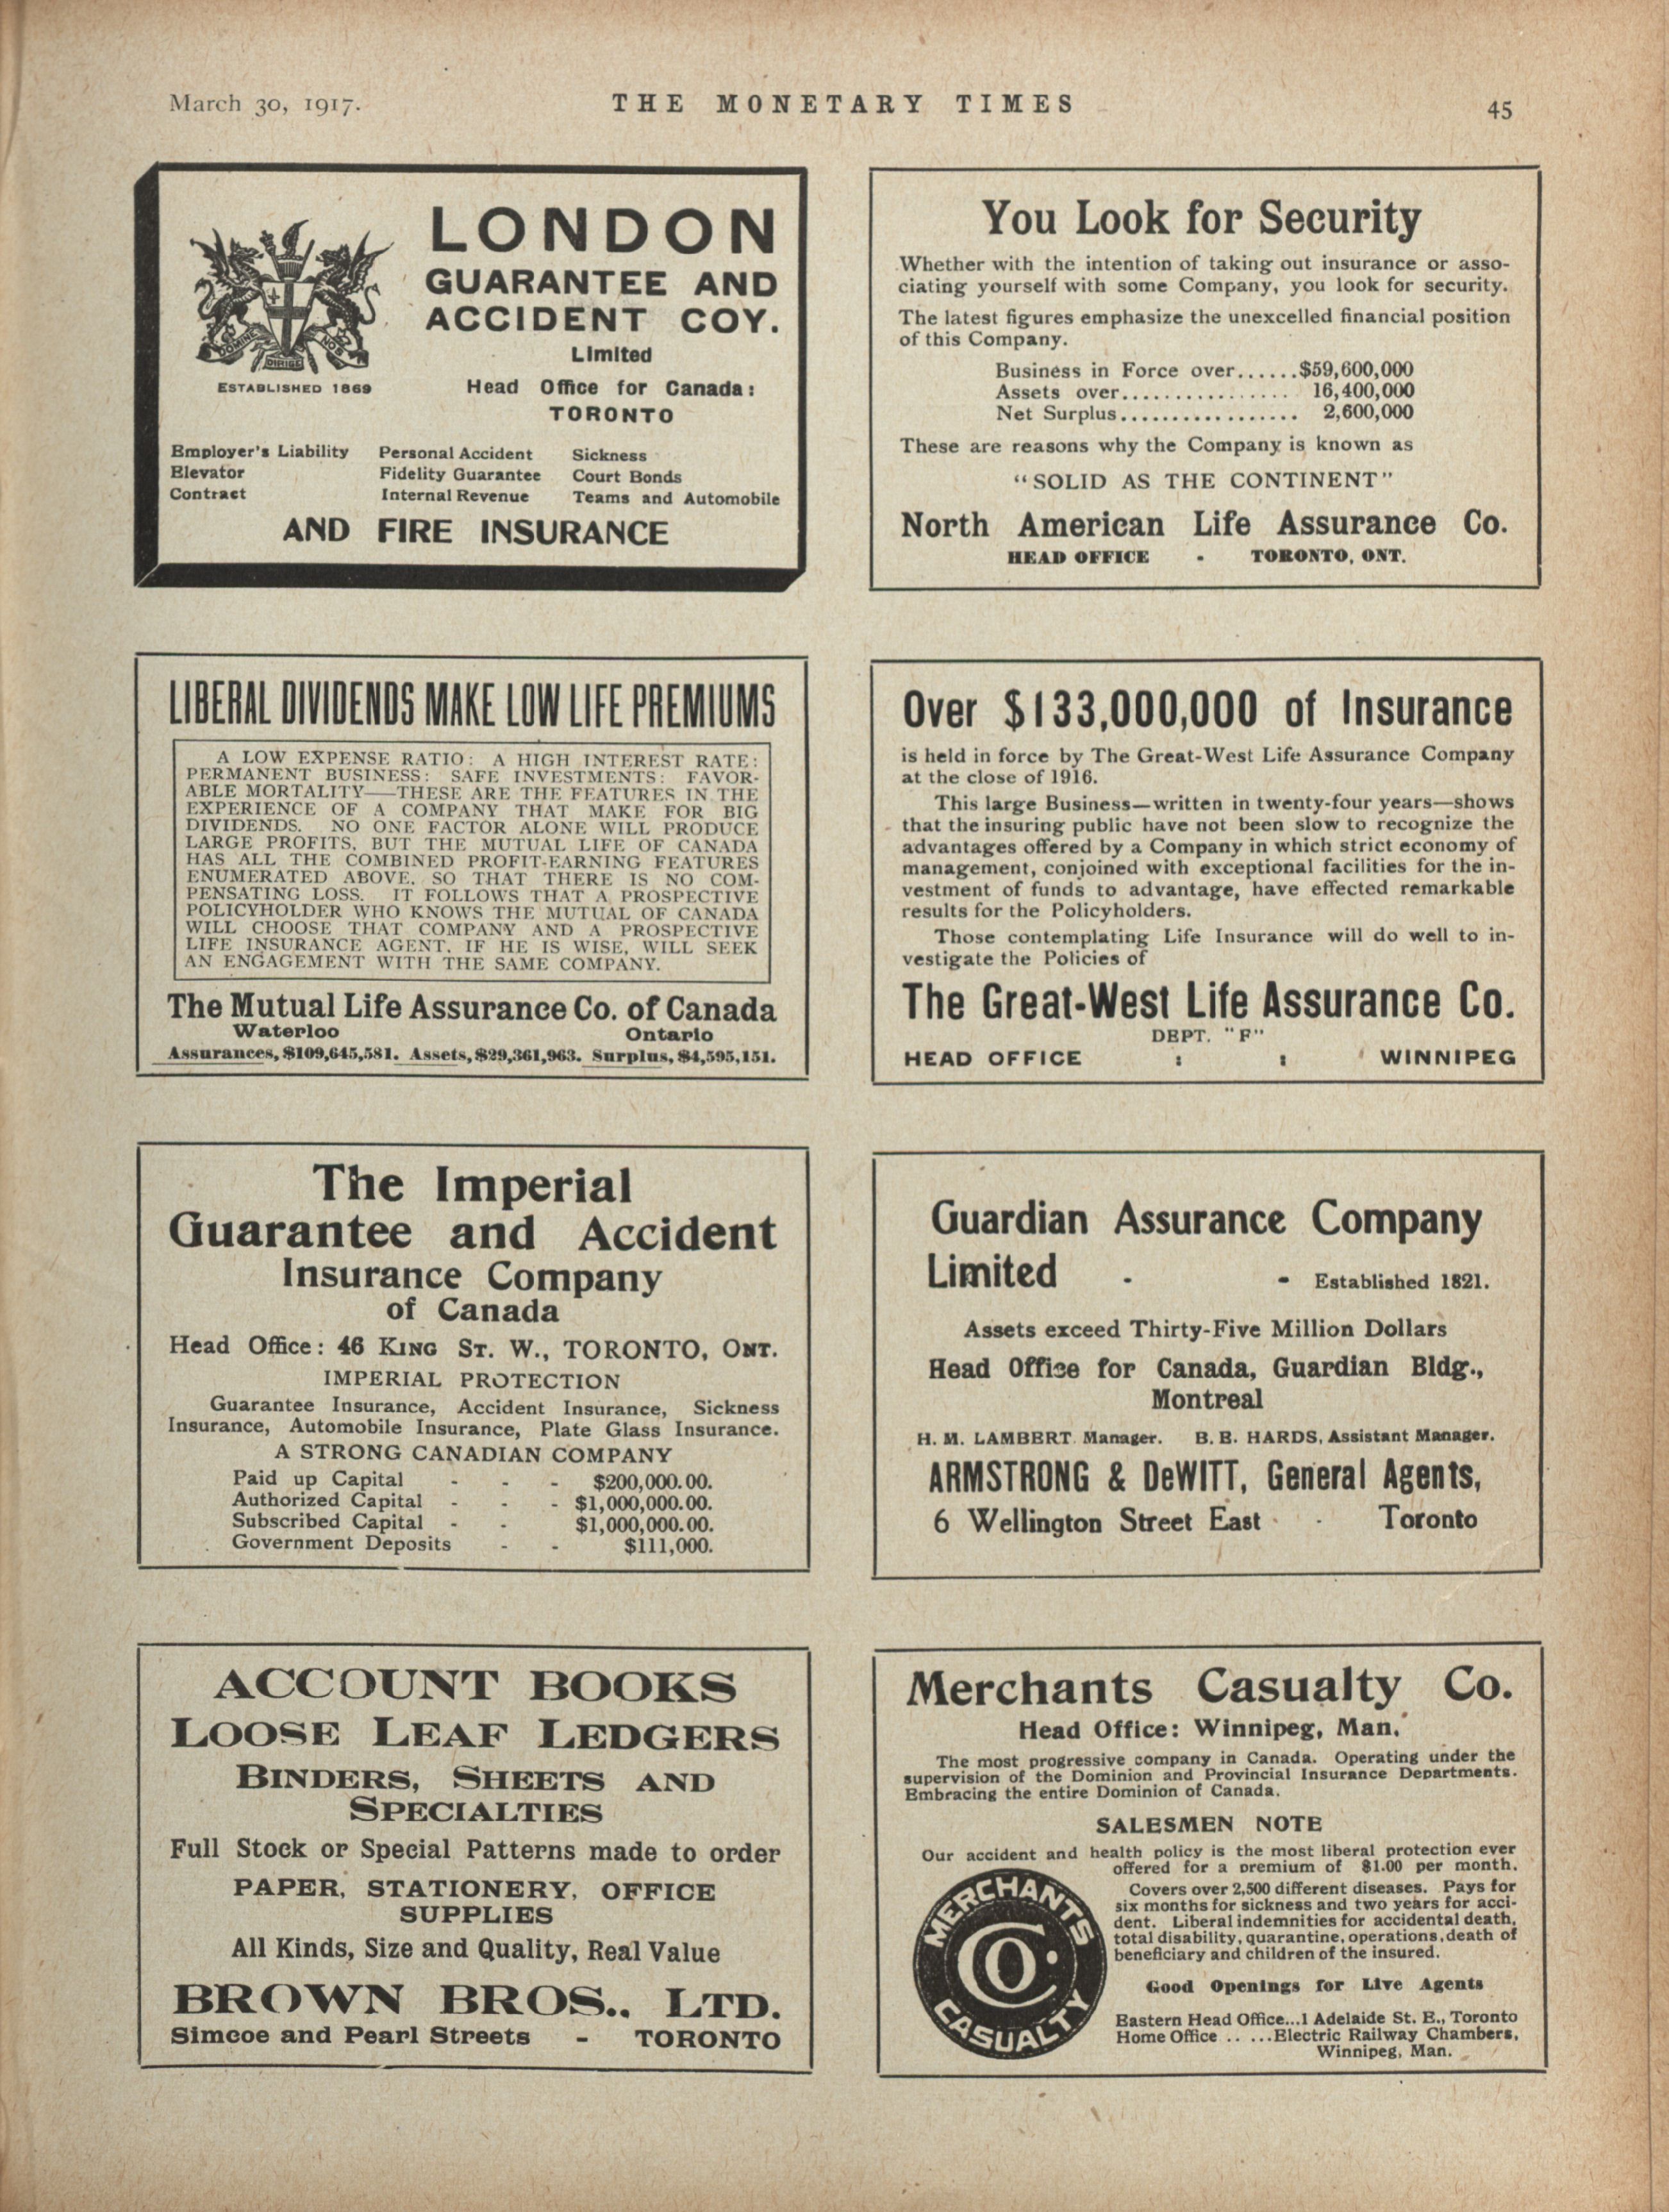 March 30, 1917.
THE MONETARY TIMES
45
LONDON
GUARANTEE AND
ACCIDENT COY.
Limited
DOMINE
DIRIGE
NOS
ESTABLISHED 1869
Head Office for Canada:
TORONTO
Employer's Liability Personal Accident Sickness
Elevator Fidelity Guarantee Court Bonds
Contract Internal Revenue Teams and Automobile
AND FIRE INSURANCE
You Look for Security
Whether with the intention of taking out insurance or asso-
ciating yourself with some Company, you look for security.
The latest figures emphasize the unexcelled financial position
of this Company.
Business in Force over......$59,600,000
Assets over................ 16,400,000
Net Surplus................. 2,600,000
These are reasons why the Company is known as
"SOLID AS THE CONTINENT"
North American Life Assurance Co.
HEAD OFFICE - TORONTO, ONT.
LIBERAL DIVIDENDS MAKE LOW LIFE PREMIUMS
A LOW EXPENSE RATIO: A HIGH INTEREST RATE:
PERMANENT BUSINESS: SAFE INVESTMENTS: FAVOR-
ABLE MORTALITY—THESE ARE THE FEATURES IN THE
EXPERIENCE OF A COMPANY THAT MAKE FOR BIG
DIVIDENDS. NO ONE FACTOR ALONE WILL PRODUCE
LARGE PROFITS, BUT THE MUTUAL LIFE OF CANADA
HAS ALL THE COMBINED PROFIT-EARNING FEATURES
ENUMERATED ABOVE, SO THAT THERE IS NO COM-
PENSATING LOSS. IT FOLLOWS THAT A PROSPECTIVE
POLICYHOLDER WHO KNOWS THE MUTUAL OF CANADA
WILL CHOOSE THAT COMPANY AND A PROSPECTIVE
LIFE INSURANCE AGENT, IF HE IS WISE, WILL SEEK
AN ENGAGEMENT WITH THE SAME COMPANY.
The Mutual Life Assurance Co. of Canada
Waterloo Ontario
Assurances, $109,645,581. Assets, $29,361,963. Surplus, $4,595,151.
Over $133,000,000 of Insurance
is held in force by The Great-West Life Assurance Company
at the close of 1916.
This large Business—written in twenty-four years—shows
that the insuring public have not been slow to recognize the
advantages offered by a Company in which strict economy of
management, conjoined with exceptional facilities for the in-
vestment of funds to advantage, have effected remarkable
results for the Policyholders.
Those contemplating Life Insurance will do well to in-
vestigate the Policies of
The Great-West Life Assurance Co.
DEPT. "F"
HEAD OFFICE : : WINNIPEG
The Imperial
Guarantee and Accident
Insurance Company
of Canada
Head Office: 46 KING ST. W., TORONTO, ONT.
IMPERIAL PROTECTION
Guarantee Insurance, Accident Insurance, Sickness
Insurance, Automobile Insurance, Plate Glass Insurance.
A STRONG CANADIAN COMPANY
Paid up Capital - - - $200,000.00.
Authorized Capital - - - $1,000,000.00.
Subscribed Capital - - $1,000,000.00.
Government Deposits - - $111,000.
Guardian Assurance Company
Limited - - Established 1821.
Assets exceed Thirty-Five Million Dollars
Head Office for Canada, Guardian Bldg.,
Montreal
H. M. LAMBERT. Manager. B. E. HARDS, Assistant Manager.
ARMSTRONG & DeWITT, General Agents,
6 Wellington Street East - Toronto
ACCOUNT BOOKS
LOOSE LEAF LEDGERS
BINDERS, SHEETS AND
SPECIALTIES
Full Stock or Special Patterns made to order
PAPER, STATIONERY, OFFICE
SUPPLIES
All Kinds, Size and Quality, Real Value
BROWN BROS., LTD.
Simcoe and Pearl Streets - TORONTO
Merchants Casualty Co.
Head Office: Winnipeg, Man.
The most progressive company in Canada. Operating under the
supervision of the Dominion and Provincial Insurance Departments.
Embracing the entire Dominion of Canada.
SALESMEN NOTE
Our accident and health policy is the most liberal protection ever
offered for a premium of $1.00 per month.
Covers over 2,500 different diseases. Pays for
six months for sickness and two years for acci-
dent. Liberal indemnities for accidental death,
total disability, quarantine, operations, death of
beneficiary and children of the insured.
Good Openings for Live Agents
Eastern Head Office...1 Adelaide St. E., Toronto
Home Office .. ...Electric Railway Chambers,
Winnipeg, Man.
MERCHANTS
CO.
CASUALTY